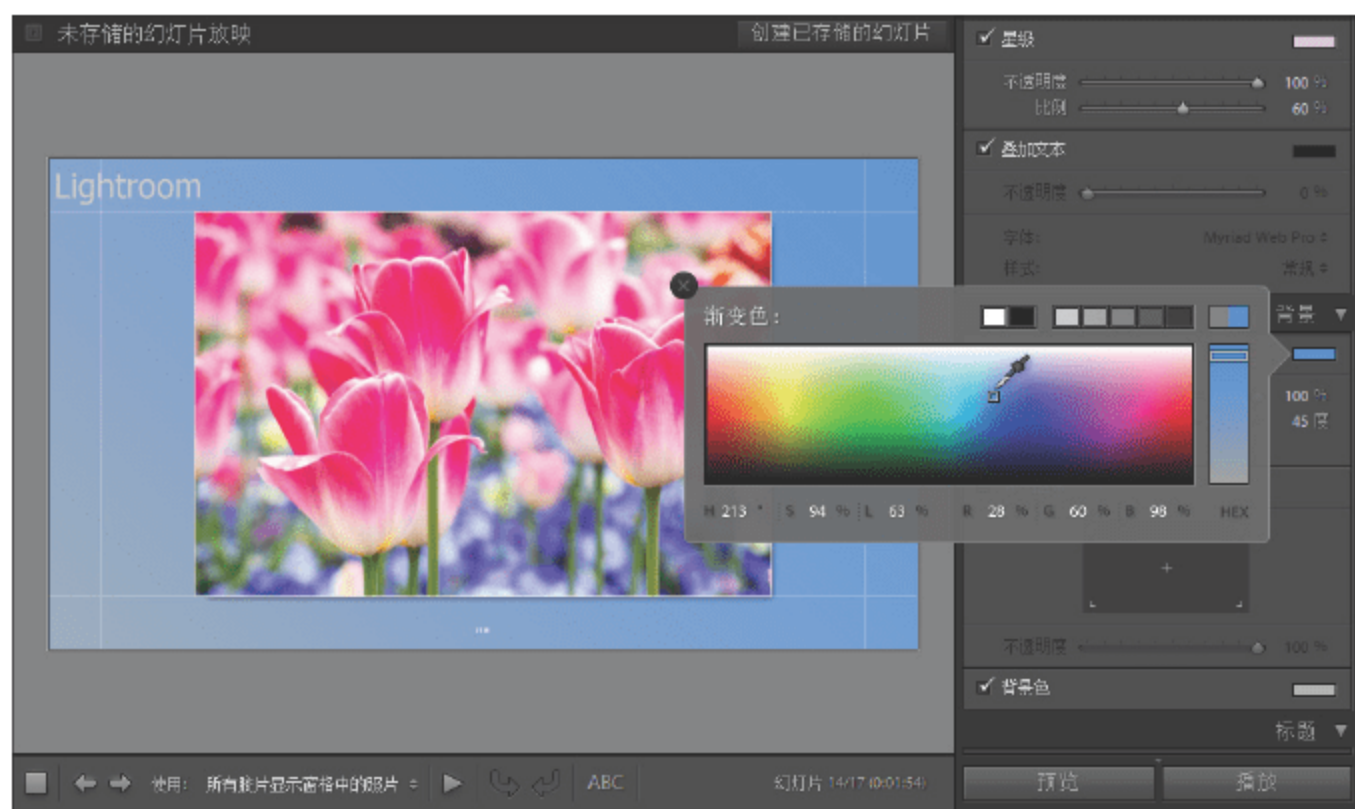 未存储的幻灯片放映
创建已存储的幻灯片
Lightroom
星级
不透明度 100 %
比例 60 %
叠加文本
不透明度 0 %
字体: Myriad Web Pro
样式: 常规
背景
渐变色:
100 %
45 度
H 213 ° S 94 % L 63 % R 28 % G 60 % B 98 % HEX
不透明度 100 %
背景色
标题
使用: 所有胶片显示窗格中的照片 ABC 幻灯片 14/17 (0:01:54)
预览 播放